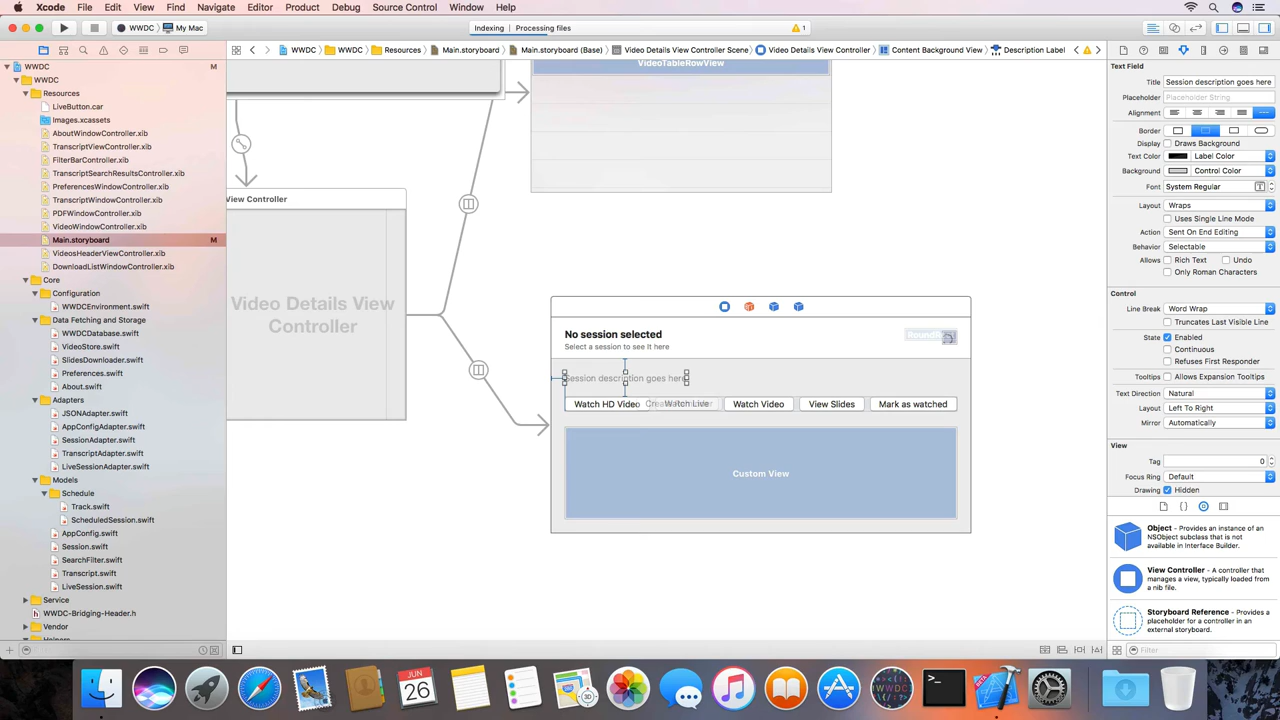 Xcode File Edit View Find Navigate Editor Product Debug Source Control Window Help
WWDC My Mac
Indexing Processing files
1
WWDC WWDC Resources Main.storyboard Main.storyboard (Base) Video Details View Controller Scene Video Details View Controller Content Background View Description Label
WWDC M
WWDC
Resources
LiveButton.car
Images.xcassets
AboutWindowController.xib
TranscriptViewController.xib
FilterBarController.xib
TranscriptSearchResultsController.xib
PreferencesWindowController.xib
TranscriptWindowController.xib
PDFWindowController.xib
VideoWindowController.xib
Main.storyboard M
VideosHeaderViewController.xib
DownloadListWindowController.xib
Core
Configuration
WWDCEnvironment.swift
Data Fetching and Storage
WWDCDatabase.swift
VideoStore.swift
SlidesDownloader.swift
Preferences.swift
About.swift
Adapters
JSONAdapter.swift
AppConfigAdapter.swift
SessionAdapter.swift
TranscriptAdapter.swift
LiveSessionAdapter.swift
Models
Schedule
Track.swift
ScheduledSession.swift
AppConfig.swift
Session.swift
SearchFilter.swift
Transcript.swift
LiveSession.swift
Service
WWDC-Bridging-Header.h
Vendor
Helpers
Filter
VideoTableRowView
View Controller
Video Details View
Controller
No session selected
Select a session to see it here
Session description goes here
Watch HD Video Create Reminder Watch Live Watch Video View Slides Mark as watched
Custom View
Text Field
Title Session description goes here
Placeholder Placeholder String
Alignment
Border
Display Draws Background
Text Color Label Color
Background Control Color
Font System Regular
Layout Wraps
Uses Single Line Mode
Action Sent On End Editing
Behavior Selectable
Allows Rich Text Undo
Only Roman Characters
Control
Line Break Word Wrap
Truncates Last Visible Line
State Enabled
Continuous
Refuses First Responder
Tooltips Allows Expansion Tooltips
Text Direction Natural
Layout Left To Right
Mirror Automatically
View
Tag 0
Focus Ring Default
Drawing Hidden
Object - Provides an instance of an
NSObject subclass that is not
available in Interface Builder.
View Controller - A controller that
manages a view, typically loaded from
a nib file.
Storyboard Reference - Provides a
placeholder for a controller in an
external storyboard.
Filter
JUN
26
3D
WWDC